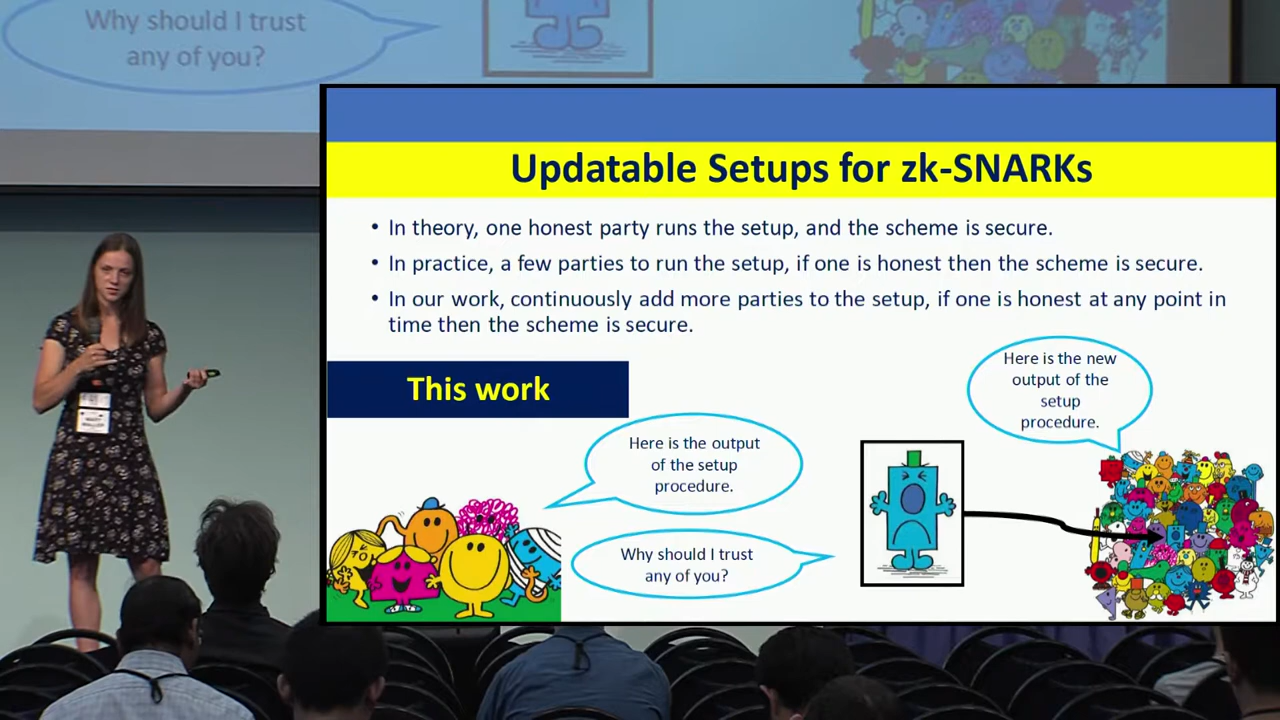 Why should I trust
any of you?
Updatable Setups for zk-SNARKs
• In theory, one honest party runs the setup, and the scheme is secure.
• In practice, a few parties to run the setup, if one is honest then the scheme is secure.
• In our work, continuously add more parties to the setup, if one is honest at any point in
time then the scheme is secure.
This work
Here is the new
output of the
setup
procedure.
Here is the output
of the setup
procedure.
Why should I trust
any of you?